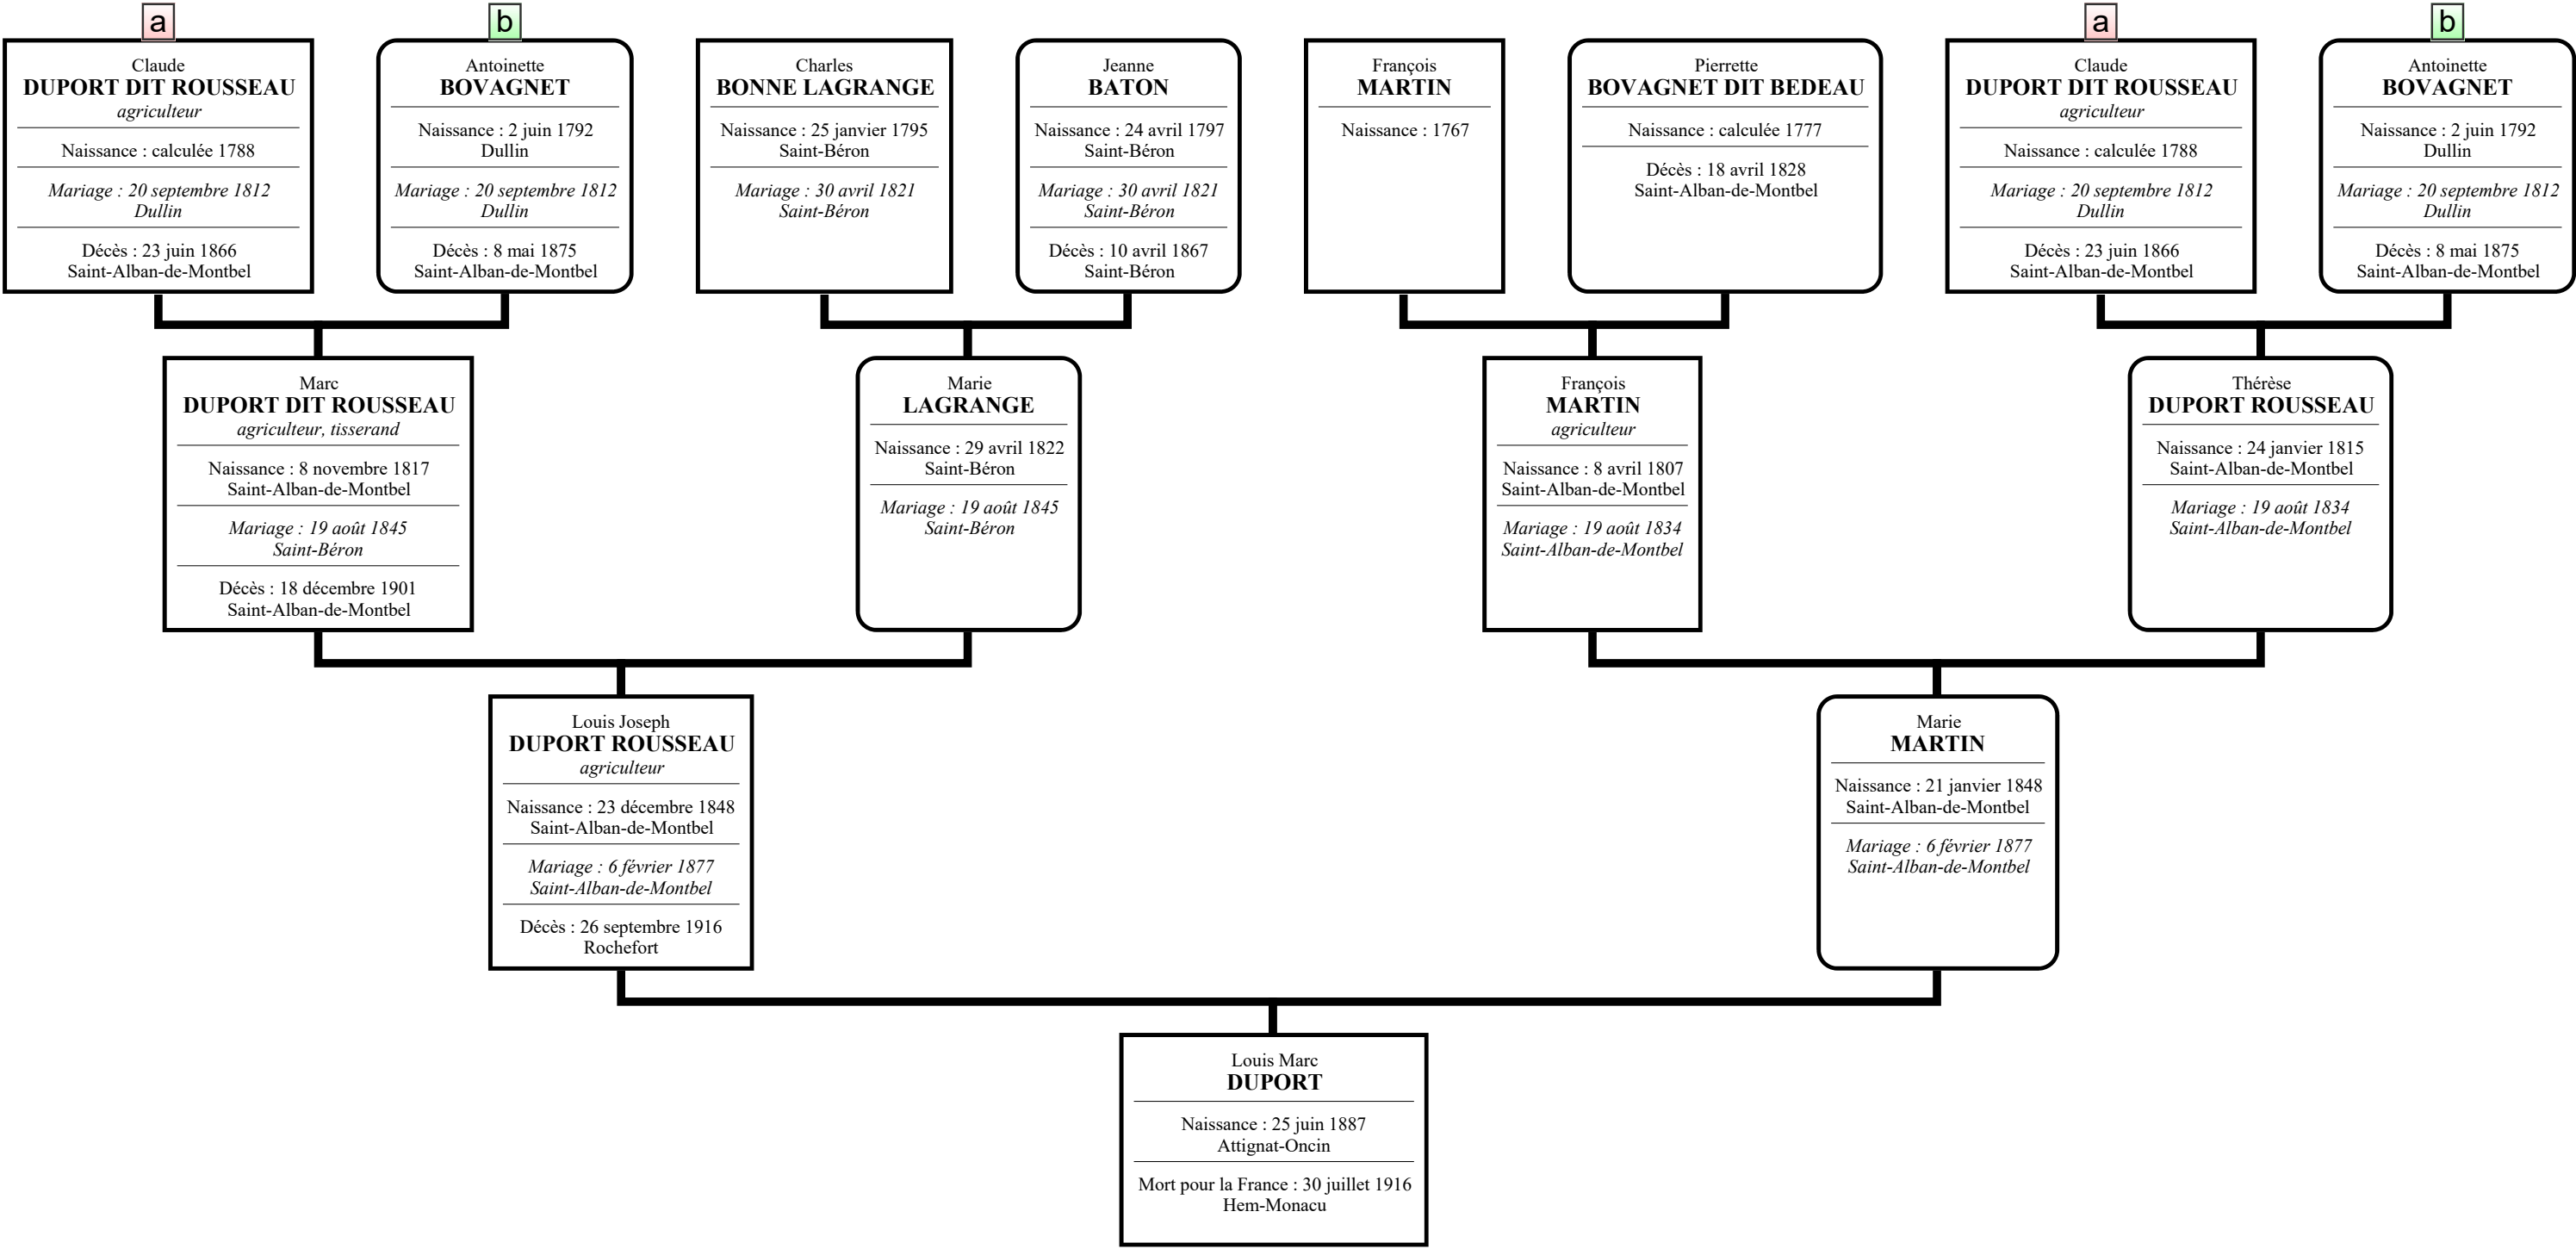 a
b
a
b
Claude
DUPORT DIT ROUSSEAU
agriculteur
Naissance : calculée 1788
Mariage : 20 septembre 1812
Dullin
Décès : 23 juin 1866
Saint-Alban-de-Montbel
Antoinette
BOVAGNET
Naissance : 2 juin 1792
Dullin
Mariage : 20 septembre 1812
Dullin
Décès : 8 mai 1875
Saint-Alban-de-Montbel
Charles
BONNE LAGRANGE
Naissance : 25 janvier 1795
Saint-Béron
Mariage : 30 avril 1821
Saint-Béron
Jeanne
BATON
Naissance : 24 avril 1797
Saint-Béron
Mariage : 30 avril 1821
Saint-Béron
Décès : 10 avril 1867
Saint-Béron
François
MARTIN
Naissance : 1767
Pierrette
BOVAGNET DIT BEDEAU
Naissance : calculée 1777
Décès : 18 avril 1828
Saint-Alban-de-Montbel
Claude
DUPORT DIT ROUSSEAU
agriculteur
Naissance : calculée 1788
Mariage : 20 septembre 1812
Dullin
Décès : 23 juin 1866
Saint-Alban-de-Montbel
Antoinette
BOVAGNET
Naissance : 2 juin 1792
Dullin
Mariage : 20 septembre 1812
Dullin
Décès : 8 mai 1875
Saint-Alban-de-Montbel
Marc
DUPORT DIT ROUSSEAU
agriculteur, tisserand
Naissance : 8 novembre 1817
Saint-Alban-de-Montbel
Mariage : 19 août 1845
Saint-Béron
Décès : 18 décembre 1901
Saint-Alban-de-Montbel
Marie
LAGRANGE
Naissance : 29 avril 1822
Saint-Béron
Mariage : 19 août 1845
Saint-Béron
François
MARTIN
agriculteur
Naissance : 8 avril 1807
Saint-Alban-de-Montbel
Mariage : 19 août 1834
Saint-Alban-de-Montbel
Thérèse
DUPORT ROUSSEAU
Naissance : 24 janvier 1815
Saint-Alban-de-Montbel
Mariage : 19 août 1834
Saint-Alban-de-Montbel
Louis Joseph
DUPORT ROUSSEAU
agriculteur
Naissance : 23 décembre 1848
Saint-Alban-de-Montbel
Mariage : 6 février 1877
Saint-Alban-de-Montbel
Décès : 26 septembre 1916
Rochefort
Marie
MARTIN
Naissance : 21 janvier 1848
Saint-Alban-de-Montbel
Mariage : 6 février 1877
Saint-Alban-de-Montbel
Louis Marc
DUPORT
Naissance : 25 juin 1887
Attignat-Oncin
Mort pour la France : 30 juillet 1916
Hem-Monacu